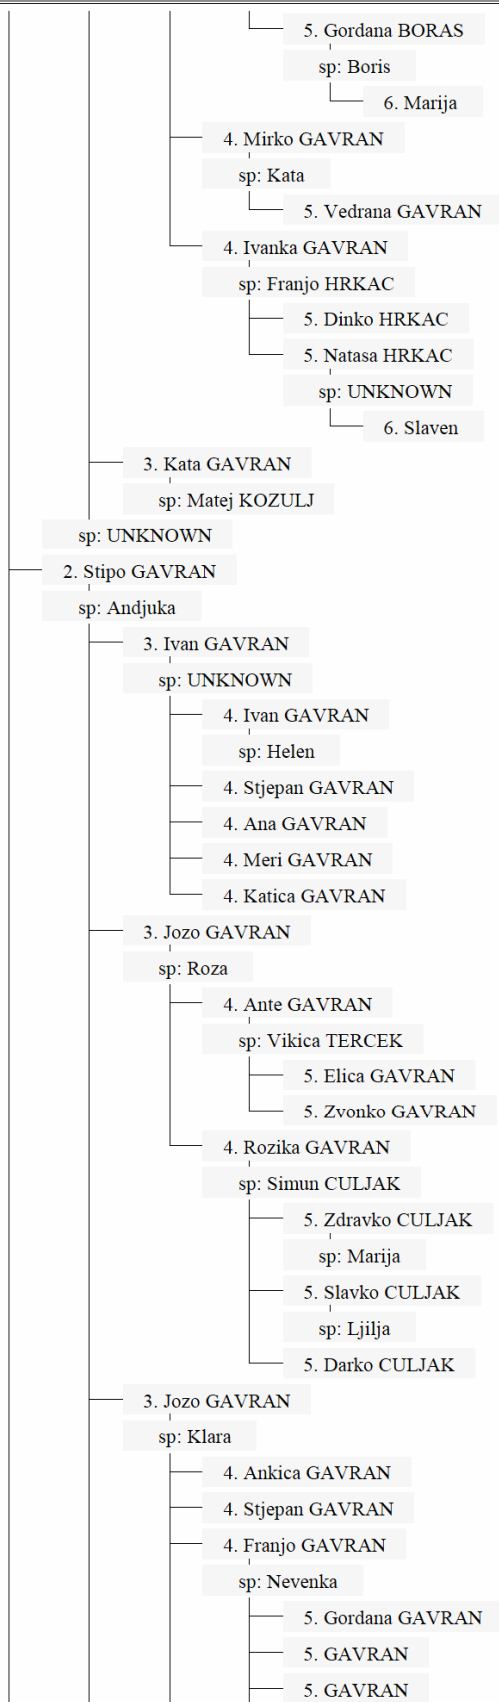 5. Gordana BORAS
sp: Boris
6. Marija
4. Mirko GAVRAN
sp: Kata
5. Vedrana GAVRAN
4. Ivanka GAVRAN
sp: Franjo HRKAC
5. Dinko HRKAC
5. Natasa HRKAC
sp: UNKNOWN
6. Slaven
3. Kata GAVRAN
sp: Matej KOZULJ
sp: UNKNOWN
2. Stipo GAVRAN
sp: Andjuka
3. Ivan GAVRAN
sp: UNKNOWN
4. Ivan GAVRAN
sp: Helen
4. Stjepan GAVRAN
4. Ana GAVRAN
4. Meri GAVRAN
4. Katica GAVRAN
3. Jozo GAVRAN
sp: Roza
4. Ante GAVRAN
sp: Vikica TERCEK
5. Elica GAVRAN
5. Zvonko GAVRAN
4. Rozika GAVRAN
sp: Simun CULJAK
5. Zdravko CULJAK
sp: Marija
5. Slavko CULJAK
sp: Ljilja
5. Darko CULJAK
3. Jozo GAVRAN
sp: Klara
4. Ankica GAVRAN
4. Stjepan GAVRAN
4. Franjo GAVRAN
sp: Nevenka
5. Gordana GAVRAN
5. GAVRAN
5. GAVRAN